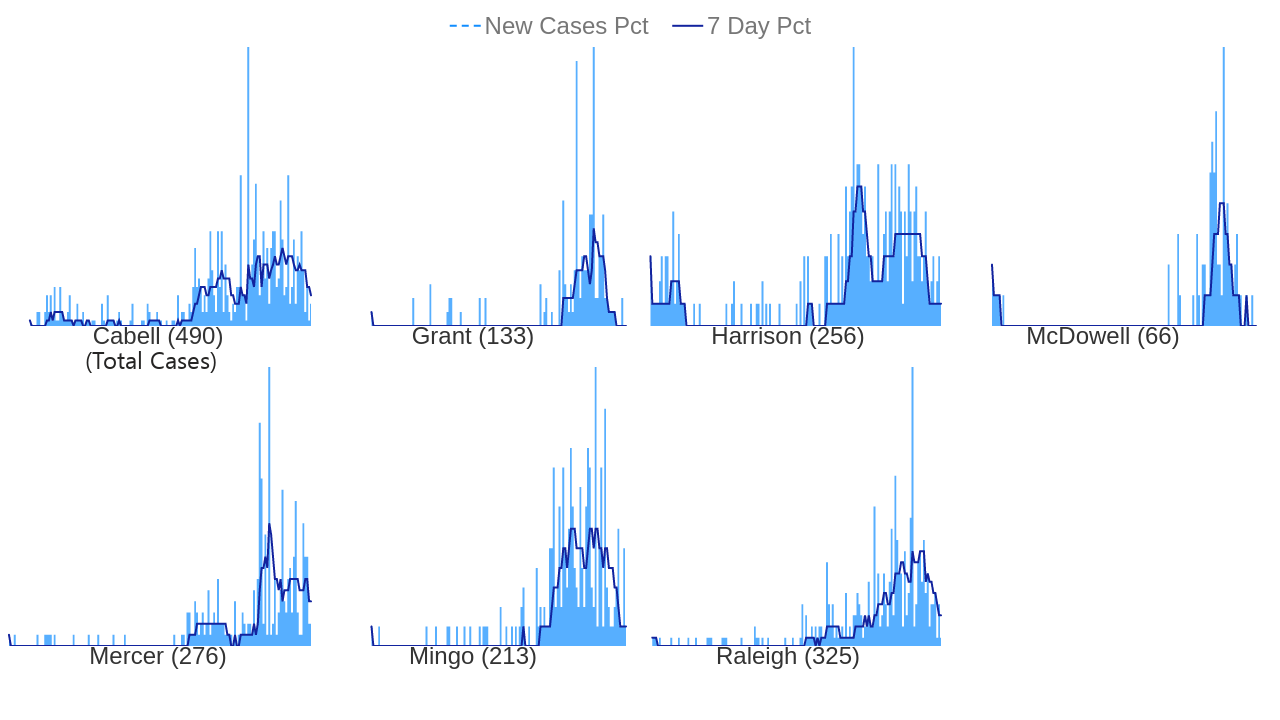 New Cases Pct 7 Day Pct
Cabell (490) Grant (133) Harrison (256) McDowell (66)
(Total Cases)
Mercer (276) Mingo (213) Raleigh (325)